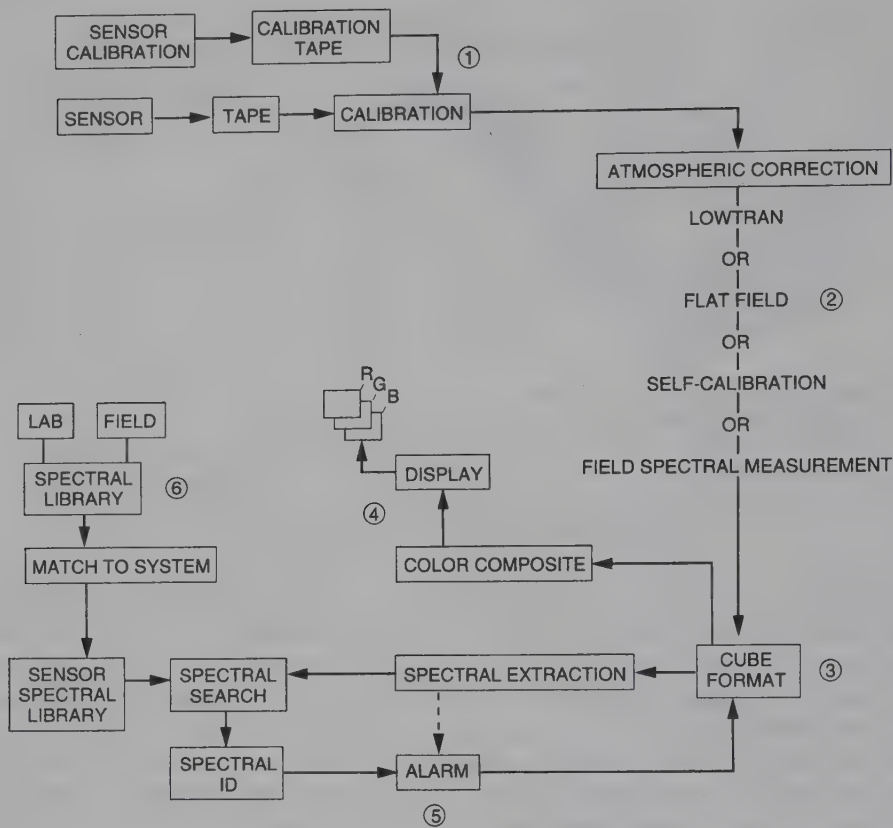 SENSOR
CALIBRATION
CALIBRATION
TAPE
①
SENSOR
TAPE
CALIBRATION
ATMOSPHERIC CORRECTION
LOWTRAN
OR
FLAT FIELD
②
OR
SELF-CALIBRATION
OR
FIELD SPECTRAL MEASUREMENT
R
G
B
DISPLAY
④
COLOR COMPOSITE
LAB
FIELD
SPECTRAL
LIBRARY
⑥
MATCH TO SYSTEM
SENSOR
SPECTRAL
LIBRARY
SPECTRAL
SEARCH
SPECTRAL EXTRACTION
CUBE
FORMAT
③
SPECTRAL
ID
ALARM
⑤